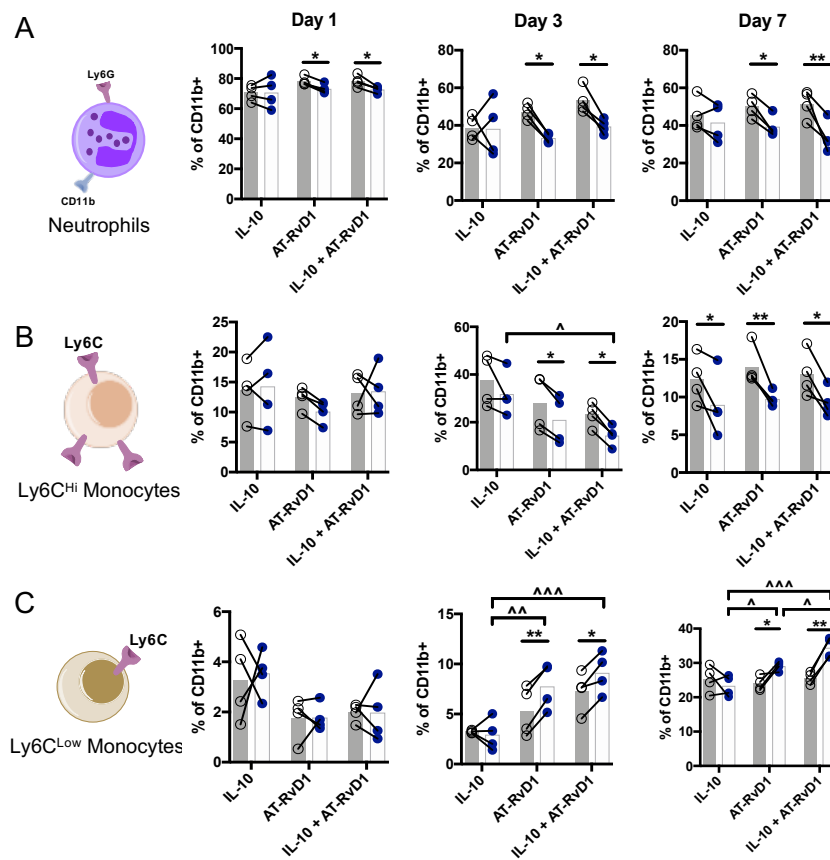 A
Day 1
Day 3
Day 7
Ly6G
CD11b
Neutrophils
% of CD11b+
100
80
60
40
20
0
IL-10
AT-RvD1
IL-10 + AT-RvD1
*
*
% of CD11b+
80
60
40
20
0
IL-10
AT-RvD1
IL-10 + AT-RvD1
*
*
% of CD11b+
80
60
40
20
0
IL-10
AT-RvD1
IL-10 + AT-RvD1
*
**
B
Ly6C
Ly6CHi Monocytes
% of CD11b+
25
20
15
10
5
0
IL-10
AT-RvD1
IL-10 + AT-RvD1
% of CD11b+
60
40
20
0
IL-10
AT-RvD1
IL-10 + AT-RvD1
^
*
*
% of CD11b+
20
15
10
5
0
IL-10
AT-RvD1
IL-10 + AT-RvD1
*
**
*
C
Ly6C
Ly6CLow Monocytes
% of CD11b+
6
4
2
0
IL-10
AT-RvD1
IL-10 + AT-RvD1
% of CD11b+
15
10
5
0
IL-10
AT-RvD1
IL-10 + AT-RvD1
^^^
^^
**
*
% of CD11b+
40
30
20
10
0
IL-10
AT-RvD1
IL-10 + AT-RvD1
^^^
^
^
*
**